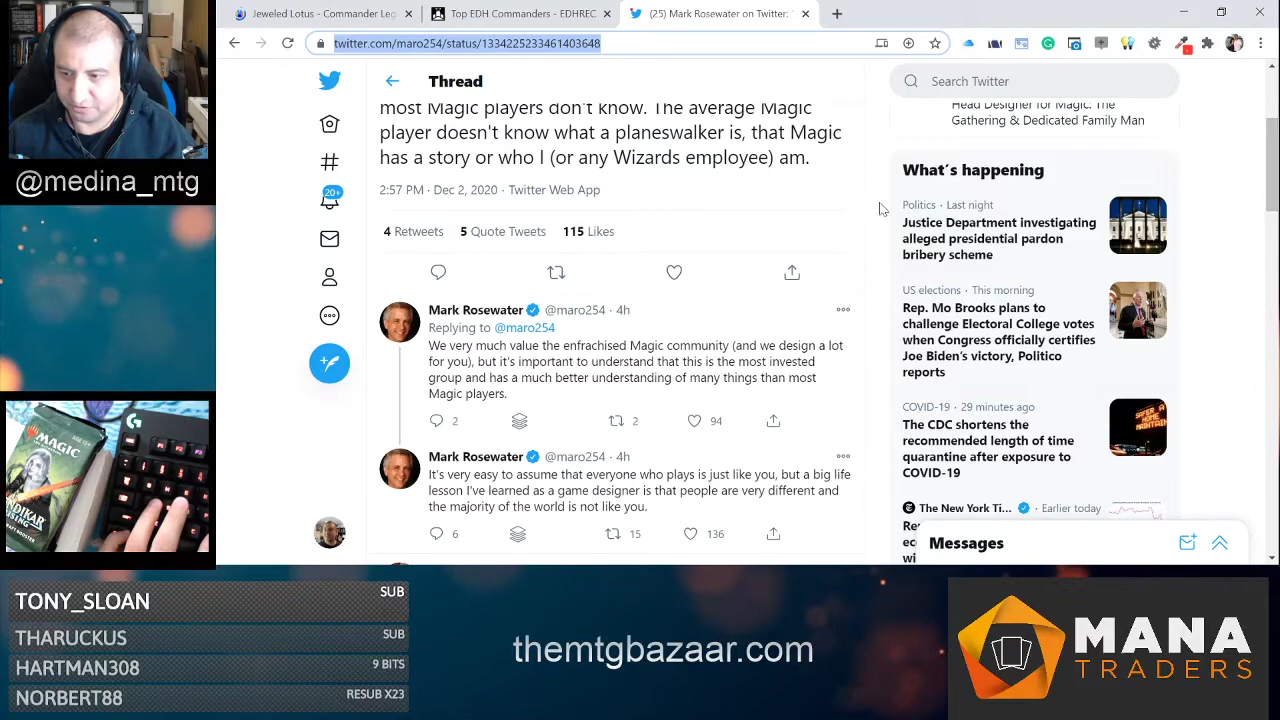 Jeweled Lotus - Commander Leg
Top EDH Commanders - EDHREC
(25) Mark Rosewater on Twitter: "
twitter.com/maro254/status/1334225233461403648
Thread
Search Twitter
most Magic players don't know. The average Magic
player doesn't know what a planeswalker is, that Magic
has a story or who I (or any Wizards employee) am.
2:57 PM · Dec 2, 2020 · Twitter Web App
4 Retweets 5 Quote Tweets 115 Likes
20+
Mark Rosewater @maro254 · 4h
Replying to @maro254
We very much value the enfrachised Magic community (and we design a lot
for you), but it's important to understand that this is the most invested
group and has a much better understanding of many things than most
Magic players.
2 2 94
Mark Rosewater @maro254 · 4h
It's very easy to assume that everyone who plays is just like you, but a big life
lesson I've learned as a game designer is that people are very different and
the majority of the world is not like you.
6 15 136
Head Designer for Magic: The
Gathering & Dedicated Family Man
What's happening
Politics · Last night
Justice Department investigating
alleged presidential pardon
bribery scheme
US elections · This morning
Rep. Mo Brooks plans to
challenge Electoral College votes
when Congress officially certifies
Joe Biden's victory, Politico
reports
COVID-19 · 29 minutes ago
The CDC shortens the
recommended length of time
quarantine after exposure to
COVID-19
The New York Ti... · Earlier today
Messages
@medina_mtg
MAGIC
TONY_SLOAN SUB
THARUCKUS SUB
HARTMAN308 9 BITS
NORBERT88 RESUB X23
themtgbazaar.com
MANA
TRADERS